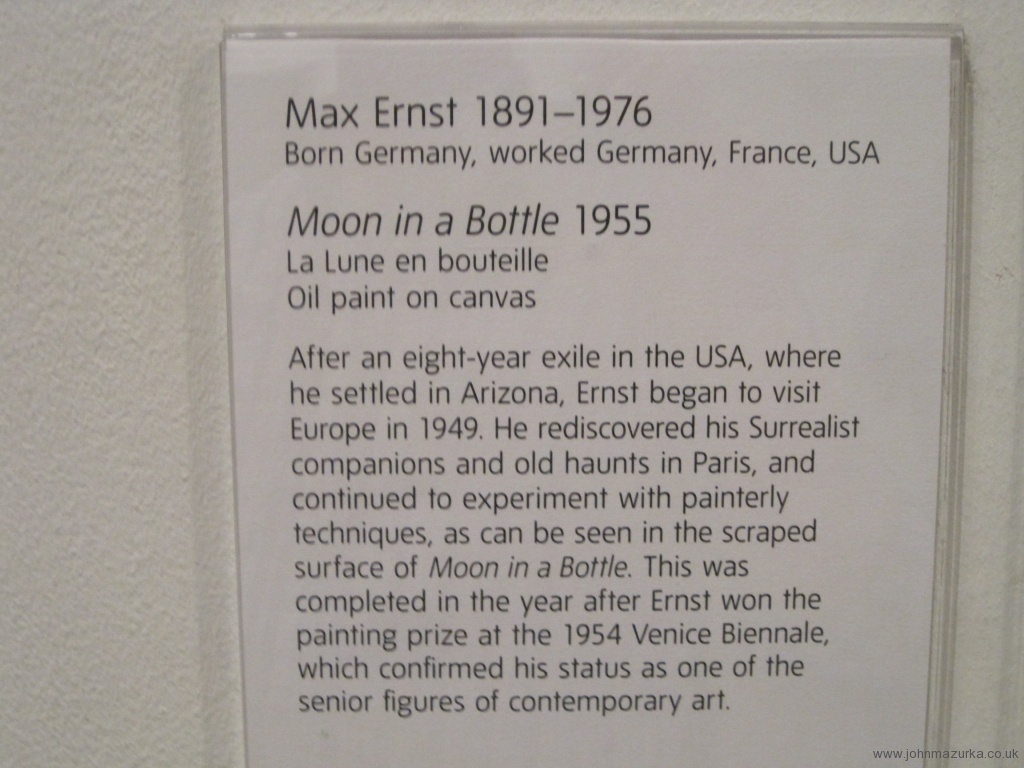 Max Ernst 1891–1976
Born Germany, worked Germany, France, USA
Moon in a Bottle 1955
La Lune en bouteille
Oil paint on canvas
After an eight-year exile in the USA, where
he settled in Arizona, Ernst began to visit
Europe in 1949. He rediscovered his Surrealist
companions and old haunts in Paris, and
continued to experiment with painterly
techniques, as can be seen in the scraped
surface of Moon in a Bottle. This was
completed in the year after Ernst won the
painting prize at the 1954 Venice Biennale,
which confirmed his status as one of the
senior figures of contemporary art.
www.johnmazurka.co.uk